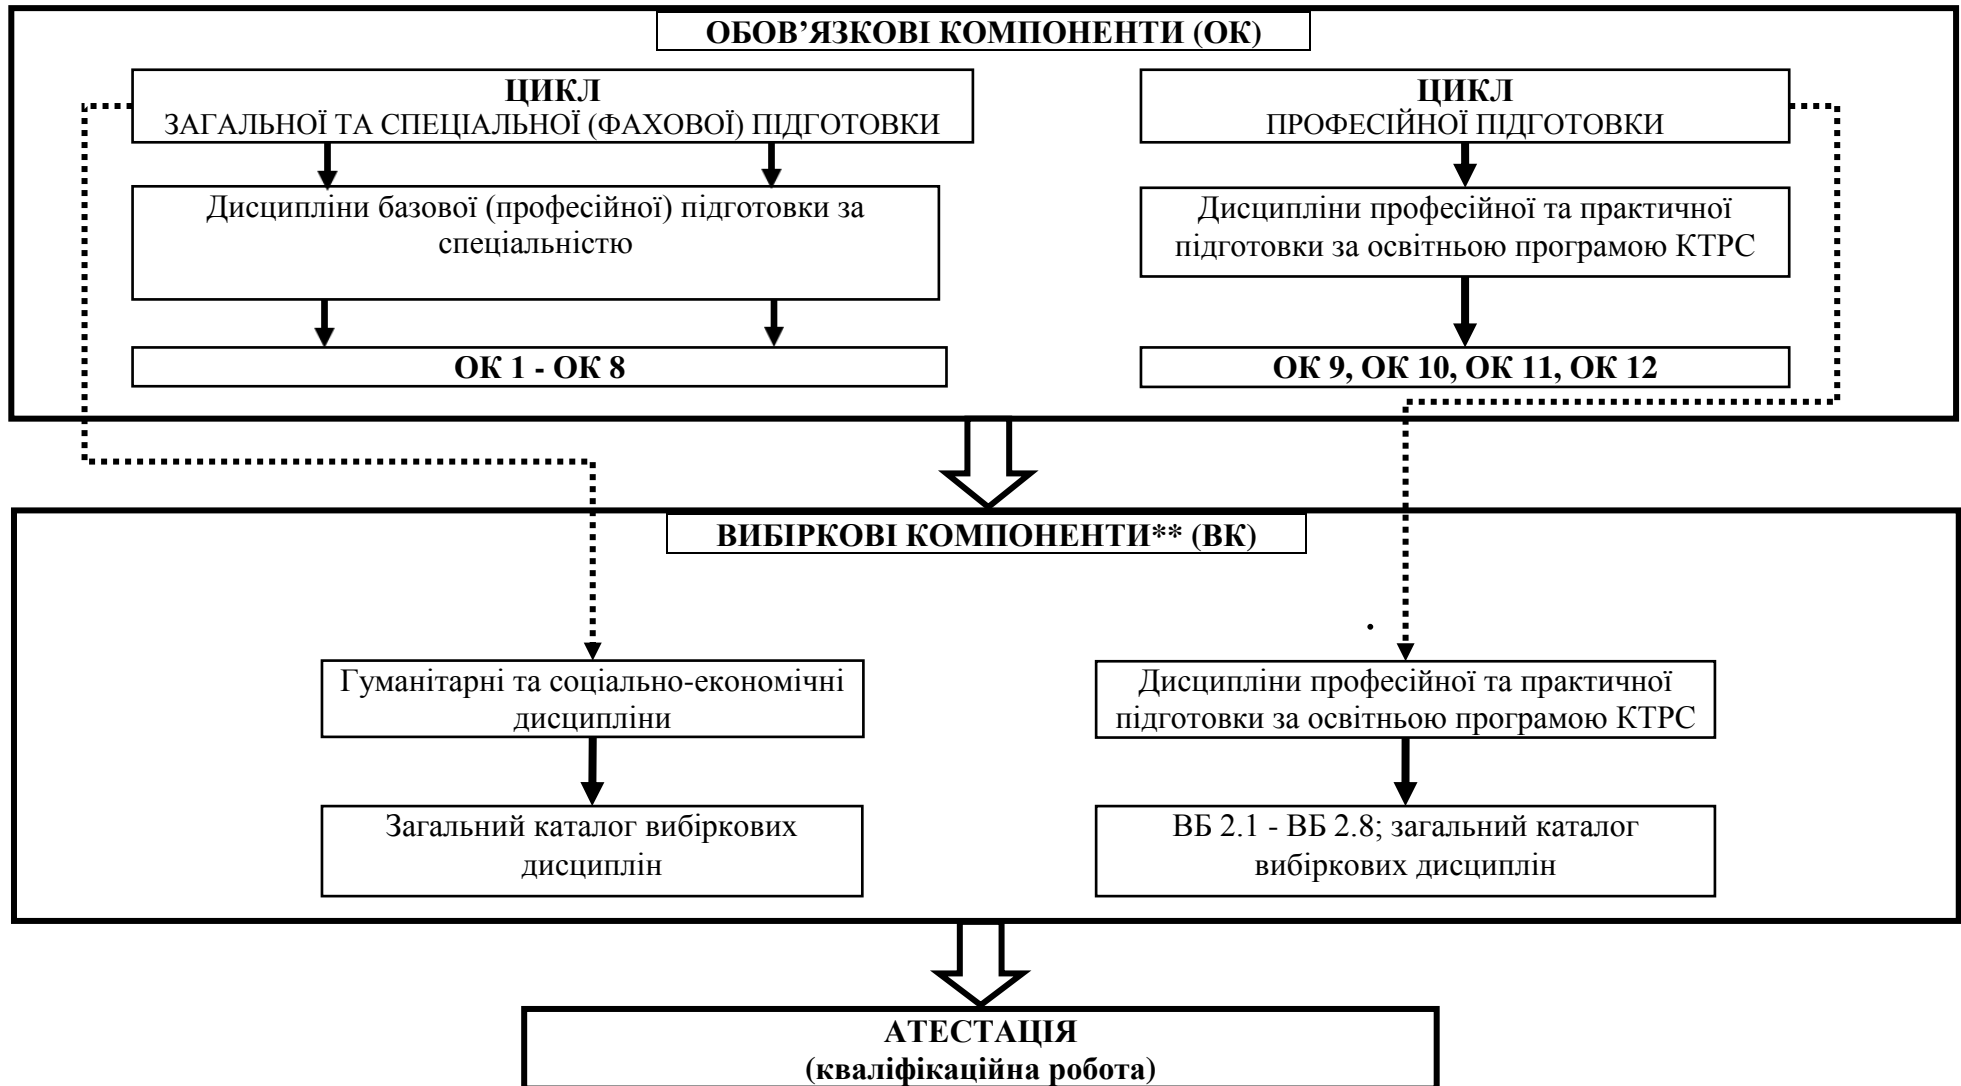 ОБОВ’ЯЗКОВІ КОМПОНЕНТИ (ОК)
ЦИКЛ
ЗАГАЛЬНОЇ ТА СПЕЦІАЛЬНОЇ (ФАХОВОЇ) ПІДГОТОВКИ
ЦИКЛ
ПРОФЕСІЙНОЇ ПІДГОТОВКИ
Дисципліни базової (професійної) підготовки за
спеціальністю
Дисципліни професійної та практичної
підготовки за освітньою програмою КТРС
ОК 1 - ОК 8
ОК 9, ОК 10, ОК 11, ОК 12
ВИБІРКОВІ КОМПОНЕНТИ** (ВК)
.
Гуманітарні та соціально-економічні
дисципліни
Дисципліни професійної та практичної
підготовки за освітньою програмою КТРС
Загальний каталог вибіркових
дисциплін
ВБ 2.1 - ВБ 2.8; загальний каталог
вибіркових дисциплін
АТЕСТАЦІЯ
(кваліфікаційна робота)